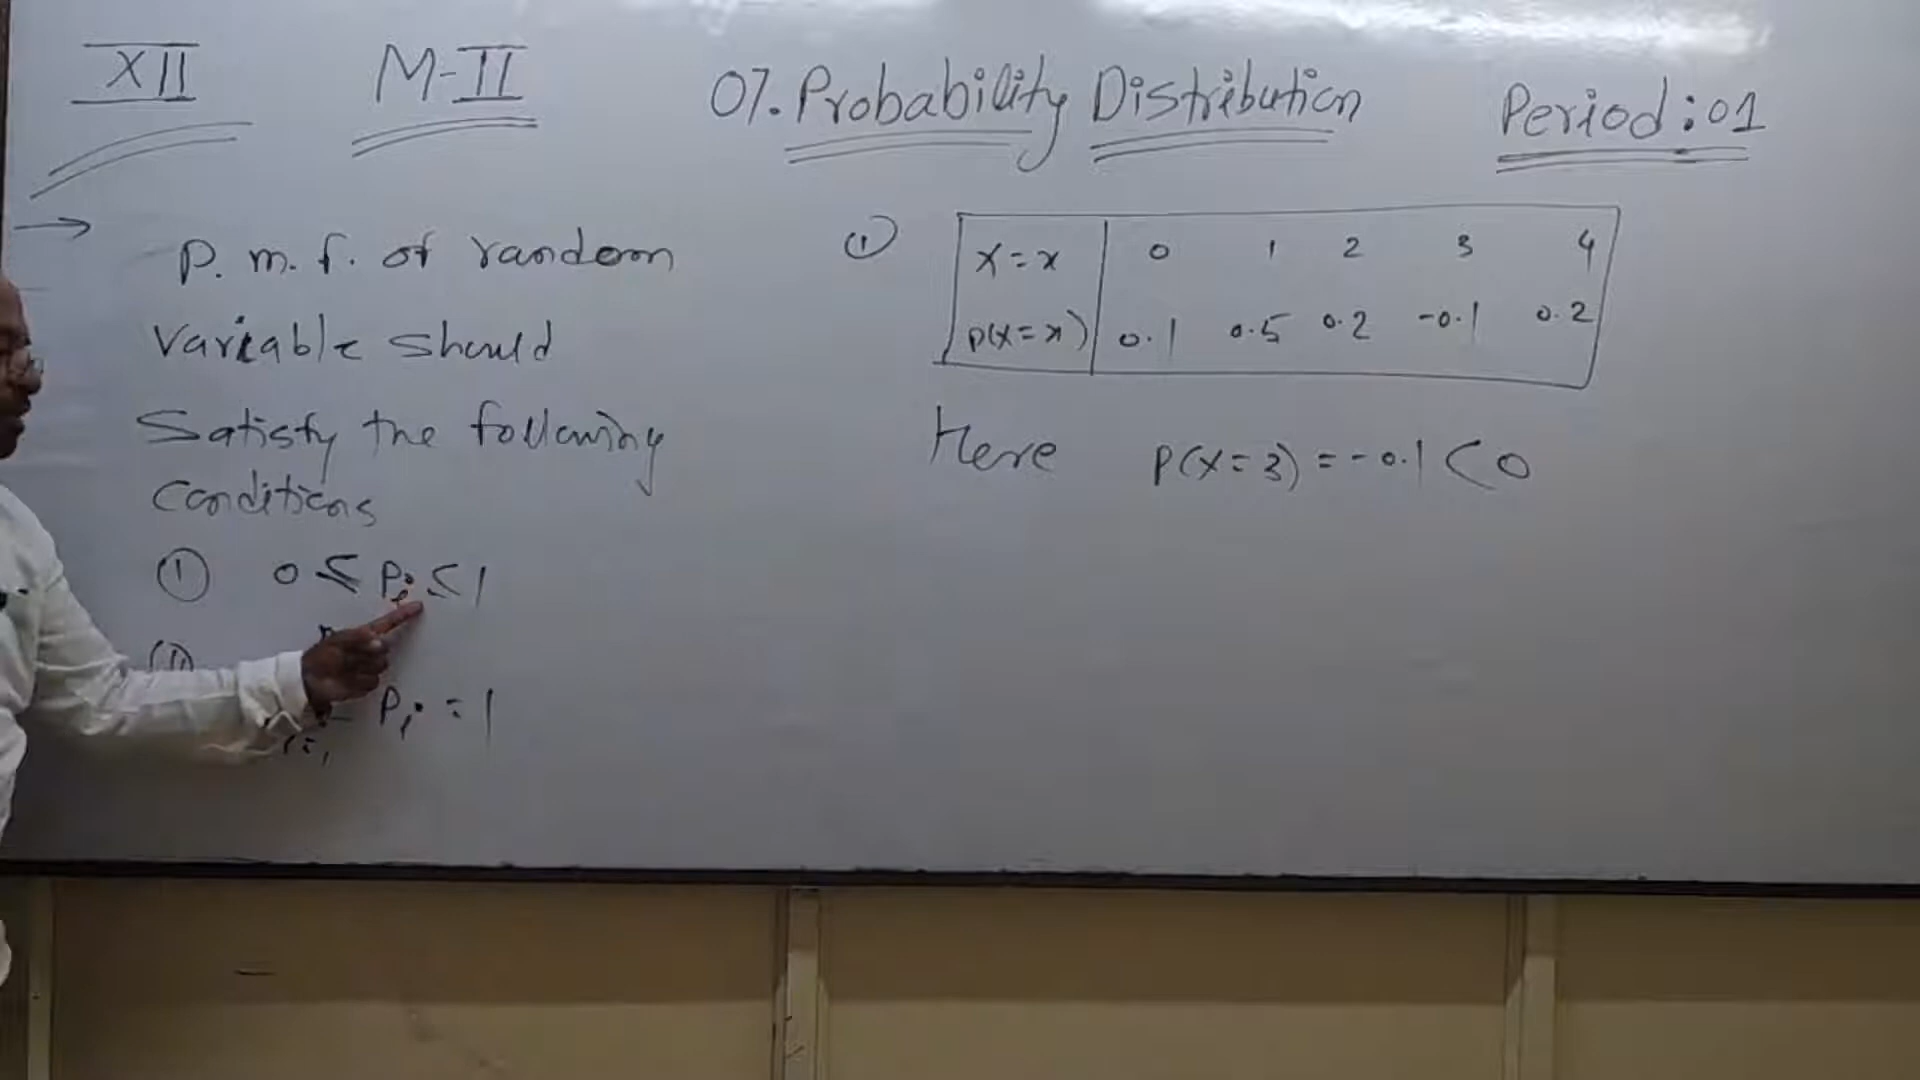 XII M-II 07. Probability Distribution Period: 01
→ P. m. f. of random
variable should
Satisfy the following
Conditions
① 0 ≤ Pi ≤ 1
Pi = 1
i=1
① X = x 0 1 2 3 4
P(X = x) 0.1 0.5 0.2 -0.1 0.2
Here P(X = 3) = -0.1 < 0